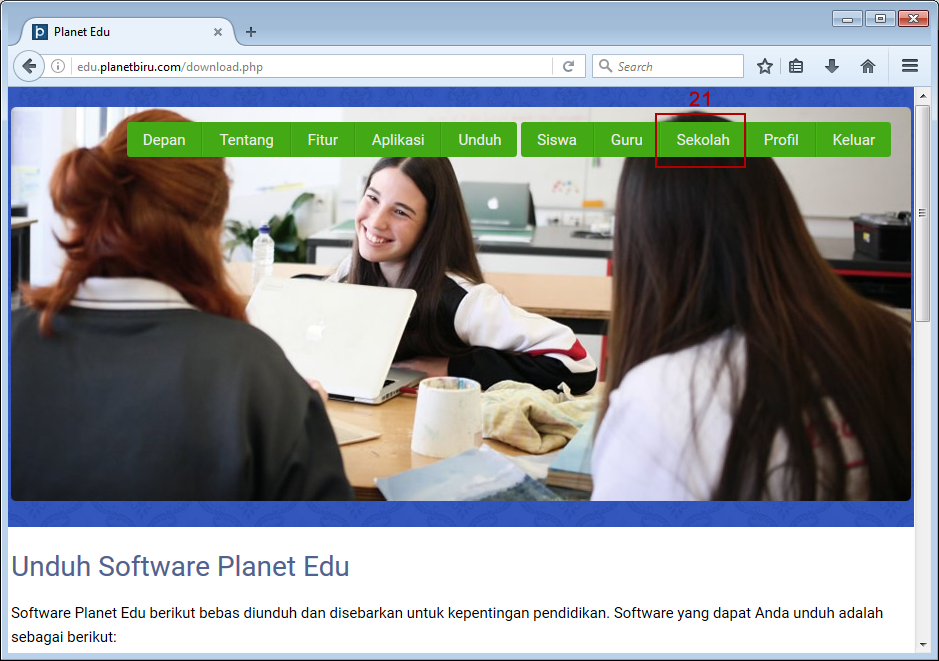 Planet Edu
edu.planetbiru.com/download.php
Search
21
Depan Tentang Fitur Aplikasi Unduh Siswa Guru Sekolah Profil Keluar
Unduh Software Planet Edu
Software Planet Edu berikut bebas diunduh dan disebarkan untuk kepentingan pendidikan. Software yang dapat Anda unduh adalah
sebagai berikut: